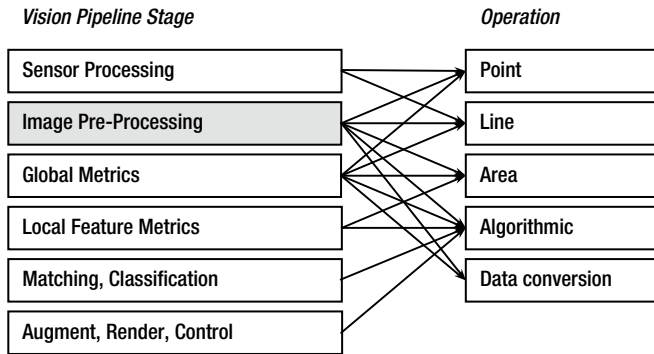 Vision Pipeline Stage
Operation
Sensor Processing
Point
Image Pre-Processing
Line
Global Metrics
Area
Local Feature Metrics
Algorithmic
Matching, Classification
Data conversion
Augment, Render, Control